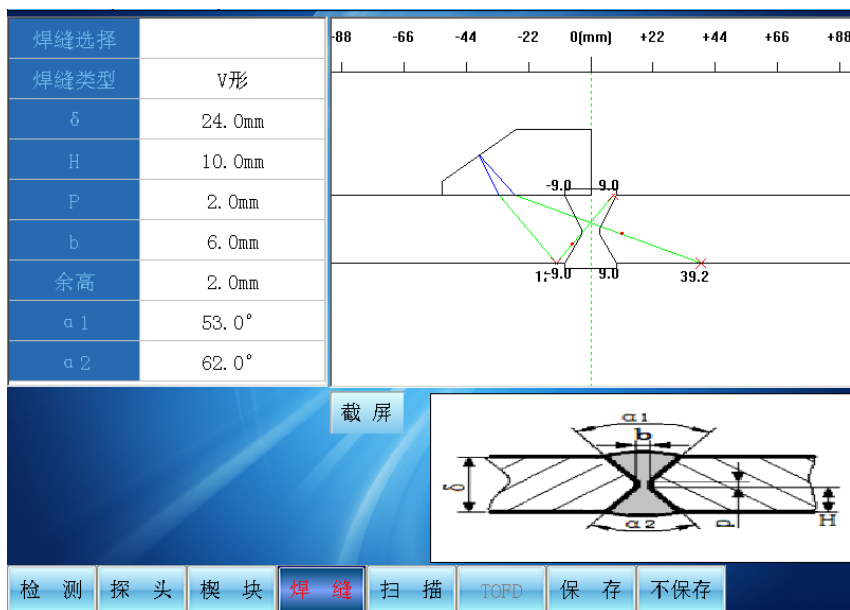 焊缝选择
焊缝类型 V形
δ 24.0mm
H 10.0mm
P 2.0mm
b 6.0mm
余高 2.0mm
α1 53.0°
α2 62.0°
-88 -66 -44 -22 0(mm) +22 +44 +66 +88
-9.0 9.0
-9.0 9.0 39.2
截屏
α1
b
δ
α2 p H
检测 探头 楔块 焊缝 扫描 TOFD 保存 不保存